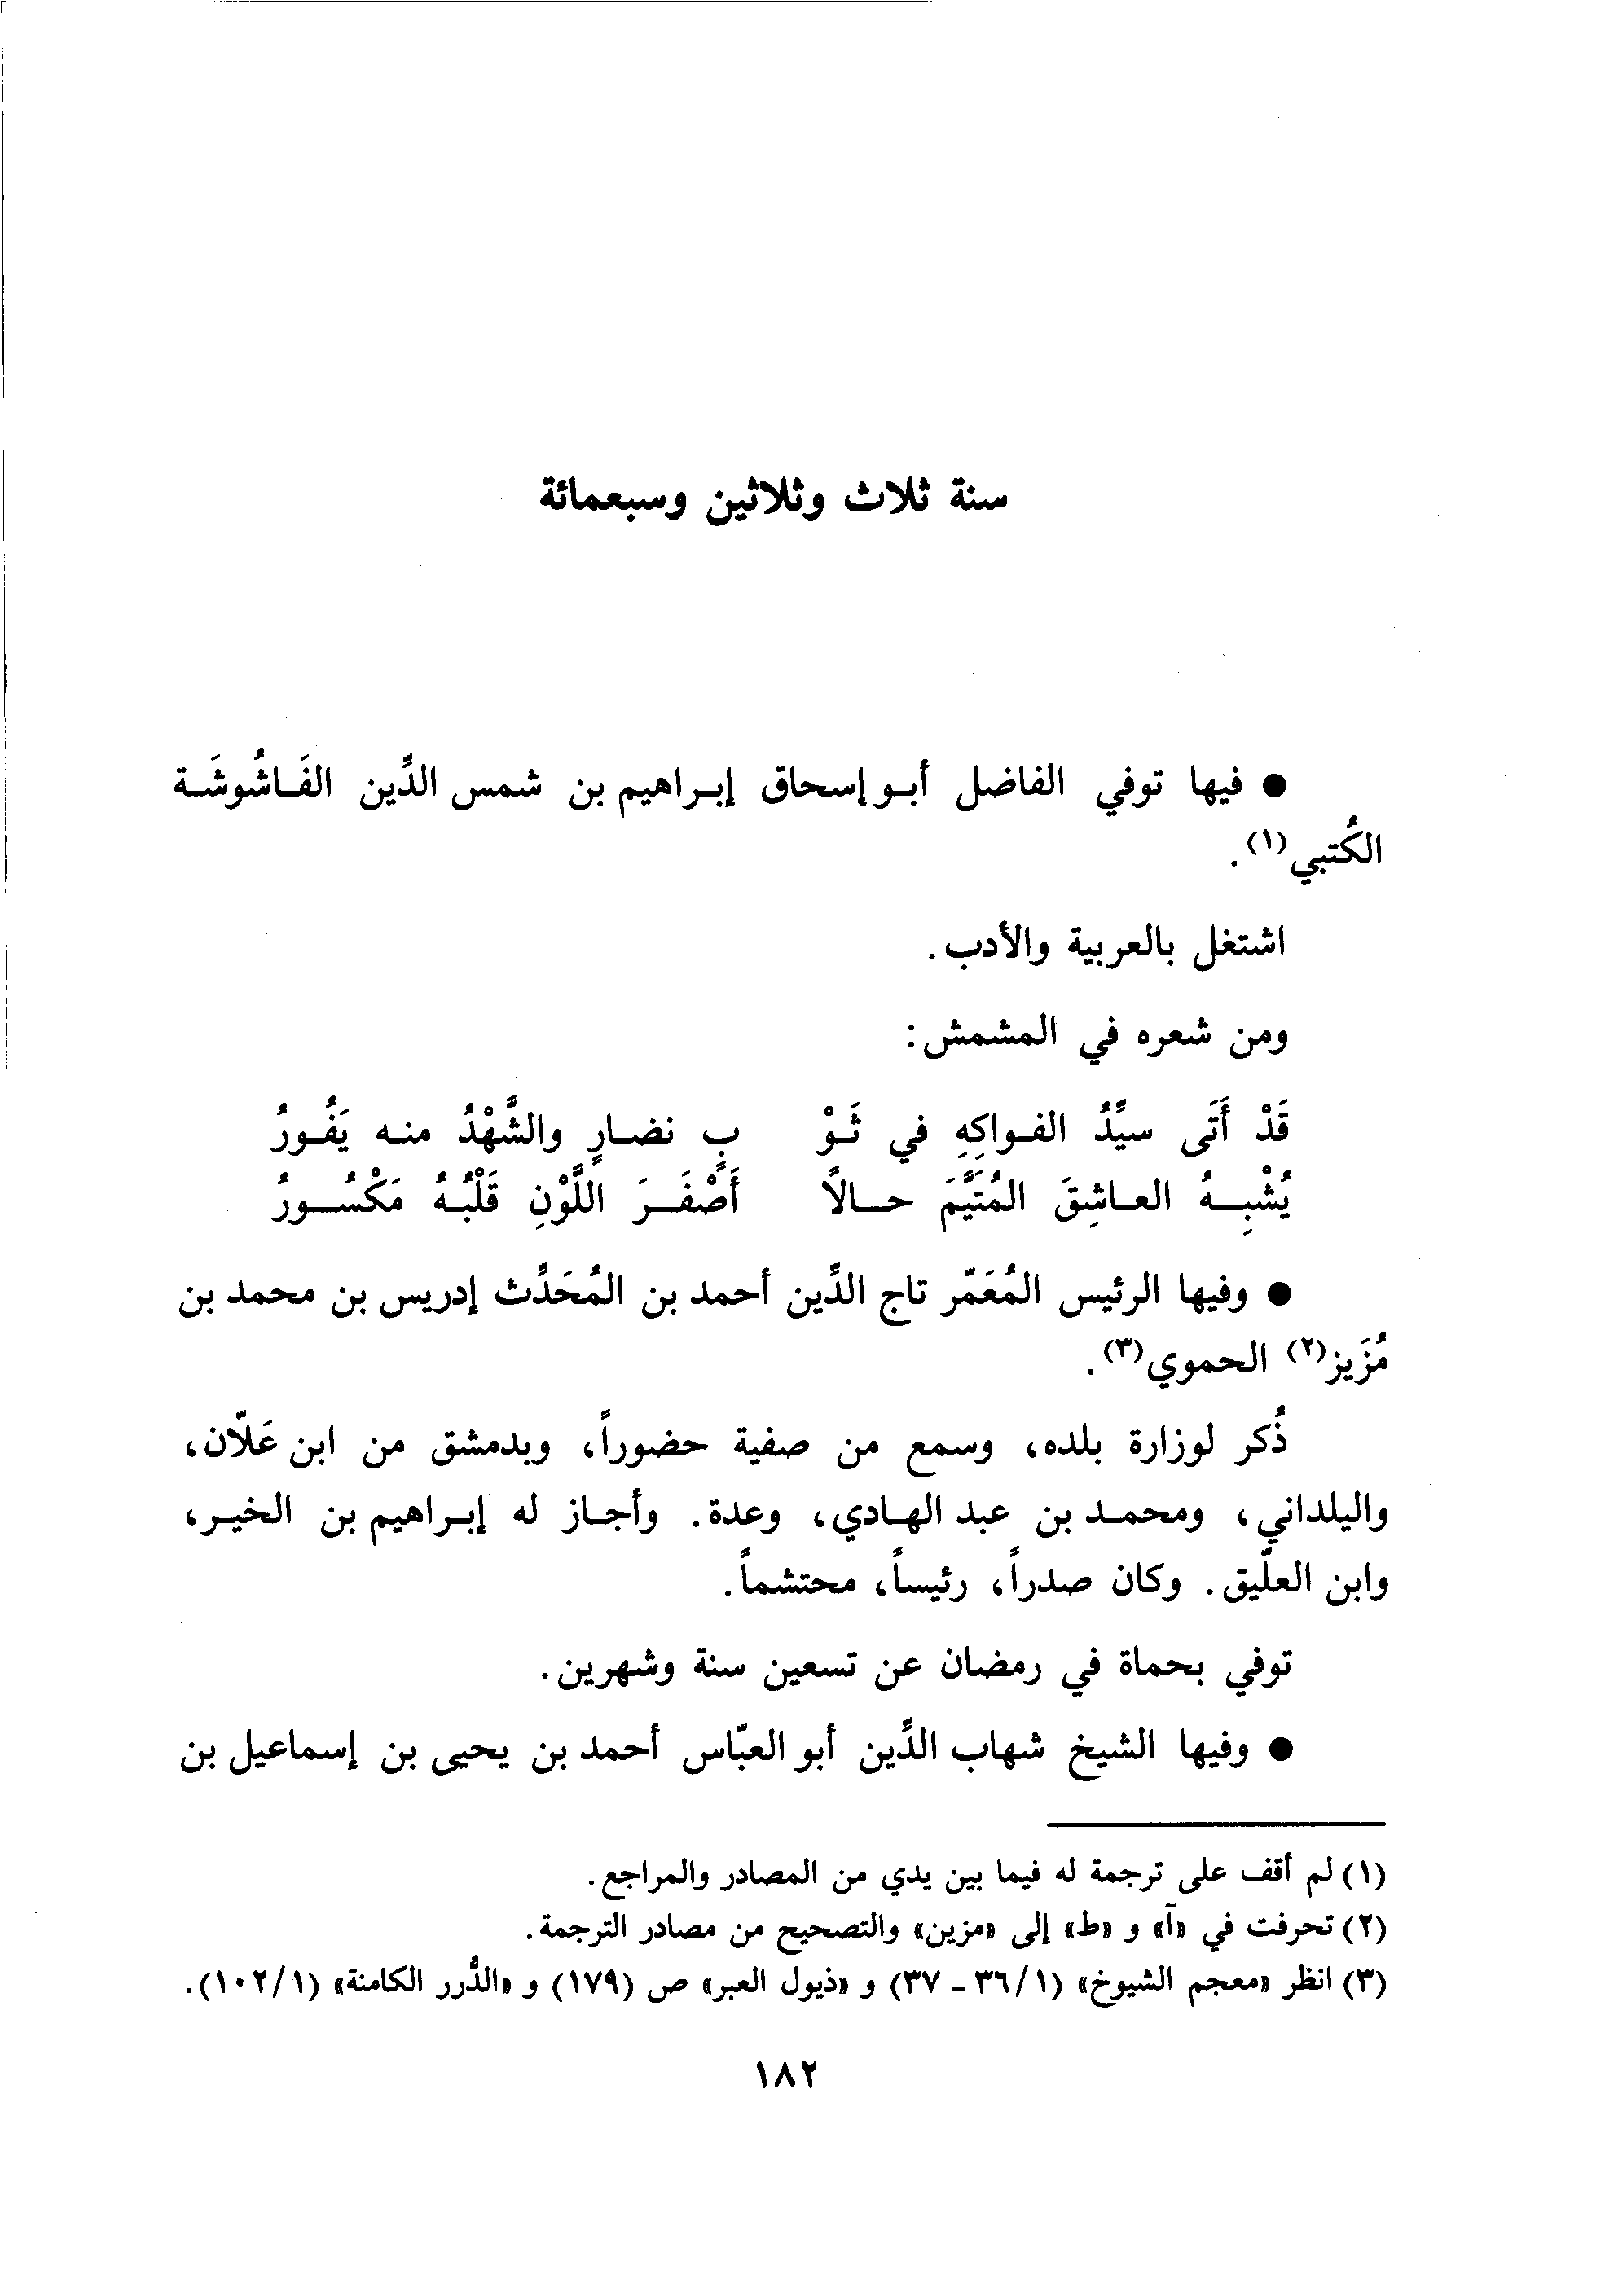 سنة ثلاث وثلاثين وسبعمائة
● فيها توفي الفاضل أبو إسحاق إبراهيم بن شمس الدِّين الفَاشُوشَة
الكُتبي(١).
اشتغل بالعربية والأدب.
ومن شعره في المشمش:
قَدْ أَتَى سيِّدُ الفواكِهِ في ثَوْ بِ نضارٍ والشَّهْدُ منه يَفُورُ
يُشْبِهُ العاشِقَ المُتَيَّمَ حالاً أَصْفَرَ اللَّوْنِ قَلْبُهُ مَكْسُورُ
● وفيها الرئيس المُعَمّر تاج الدِّين أحمد بن المُحَدِّث إدريس بن محمد بن
مُزَيز(٢) الحموي(٣).
ذُكر لوزارة بلده، وسمع من صفية حضوراً، وبدمشق من ابن عَلّان،
واليلداني، ومحمد بن عبد الهادي، وعدة. وأجاز له إبراهيم بن الخير،
وابن العلّيق. وكان صدراً، رئيساً، محتشماً.
توفي بحماة في رمضان عن تسعين سنة وشهرين.
● وفيها الشيخ شهاب الدِّين أبو العبّاس أحمد بن يحيى بن إسماعيل بن
(١) لم أقف على ترجمة له فيما بين يدي من المصادر والمراجع.
(٢) تحرفت في «آ» و «ط» إلى «مزين» والتصحيح من مصادر الترجمة.
(٣) انظر «معجم الشيوخ» (١/٣٦ - ٣٧) و «ذيول العبر» ص (١٧٩) و «الدُّرر الكامنة» (١/١٠٢).
١٨٢